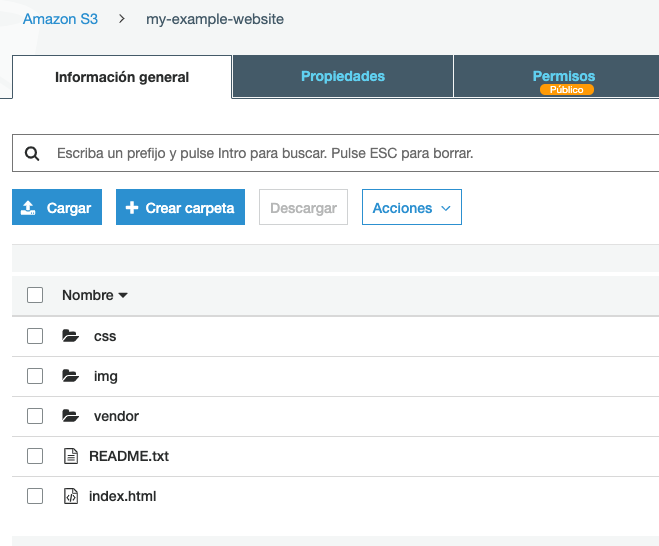 Amazon S3 > my-example-website
Información general Propiedades Permisos
Público
Escriba un prefijo y pulse Intro para buscar. Pulse ESC para borrar.
Cargar + Crear carpeta Descargar Acciones
Nombre
css
img
vendor
README.txt
index.html